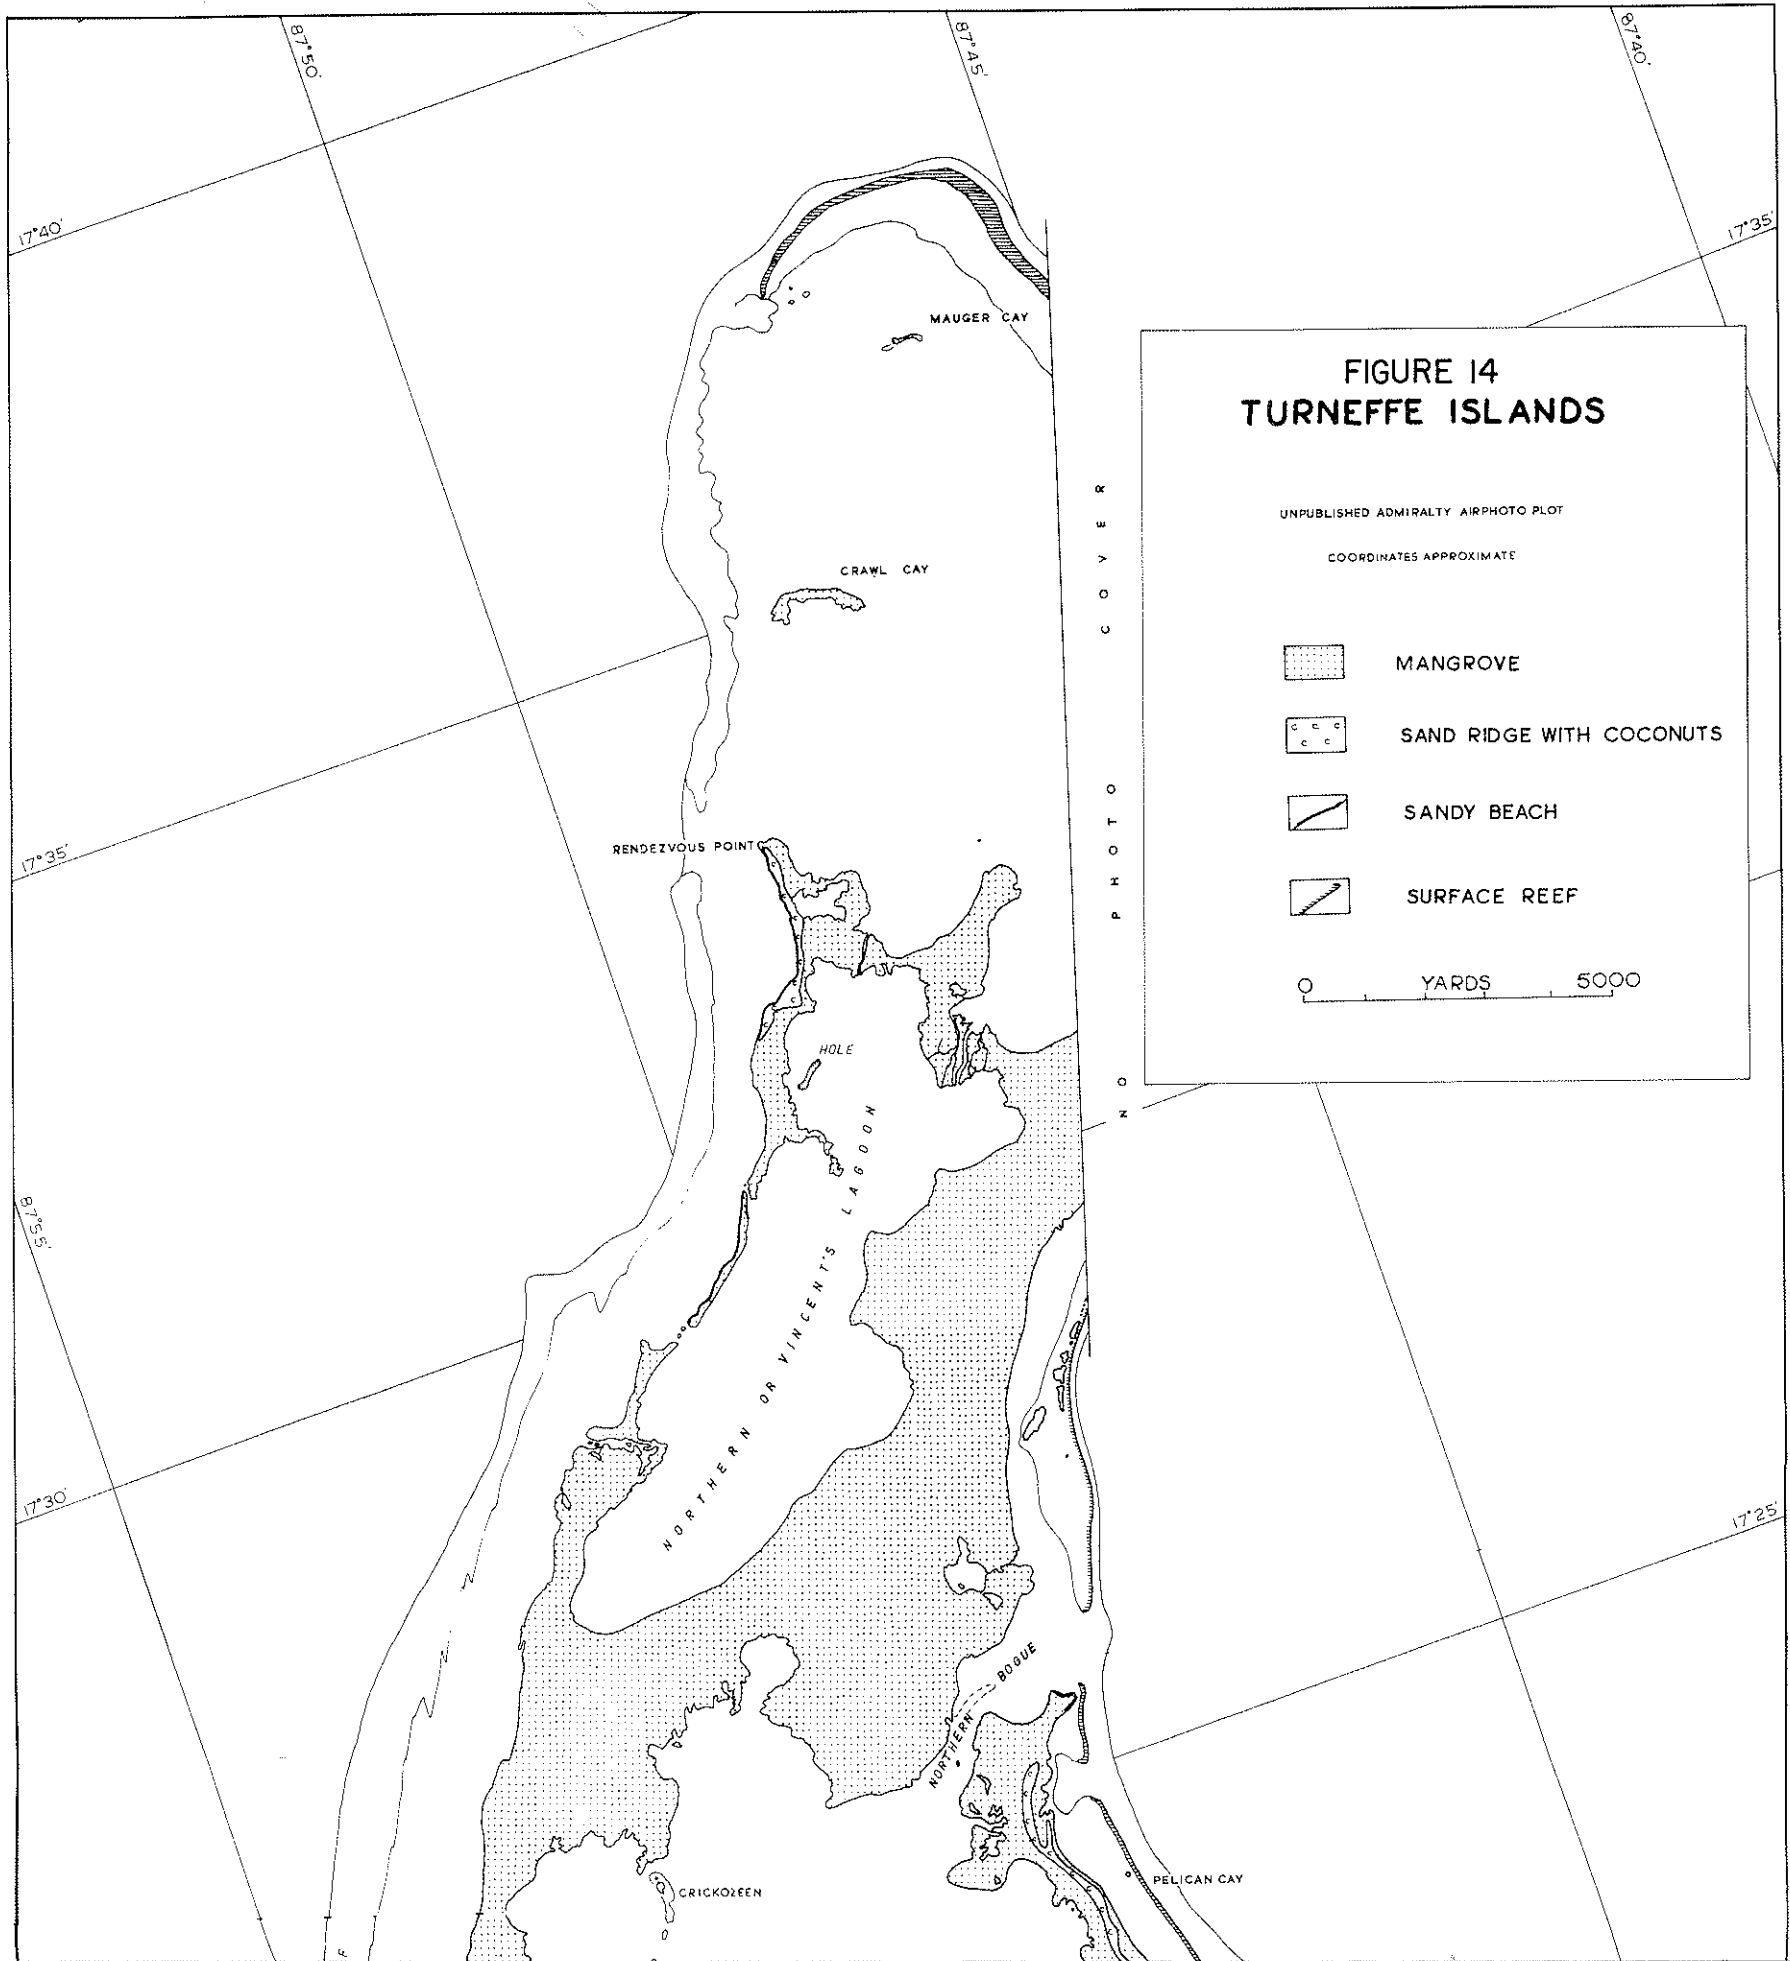 87°50'
87°45'
87°40'
17°40'
17°35'
MAUGER CAY
FIGURE 14
TURNEFFE ISLANDS
UNPUBLISHED ADMIRALTY AIRPHOTO PLOT
COORDINATES APPROXIMATE
MANGROVE
SAND RIDGE WITH COCONUTS
SANDY BEACH
SURFACE REEF
0 YARDS 5000
NO PHOTO COVER
CRAWL CAY
RENDEZVOUS POINT
17°35'
HOLE
NORTHERN OR VINCENT'S LAGOON
87°55'
17°30'
17°25'
NORTHERN BOGUE
PELICAN CAY
CRICKOZEEN
F